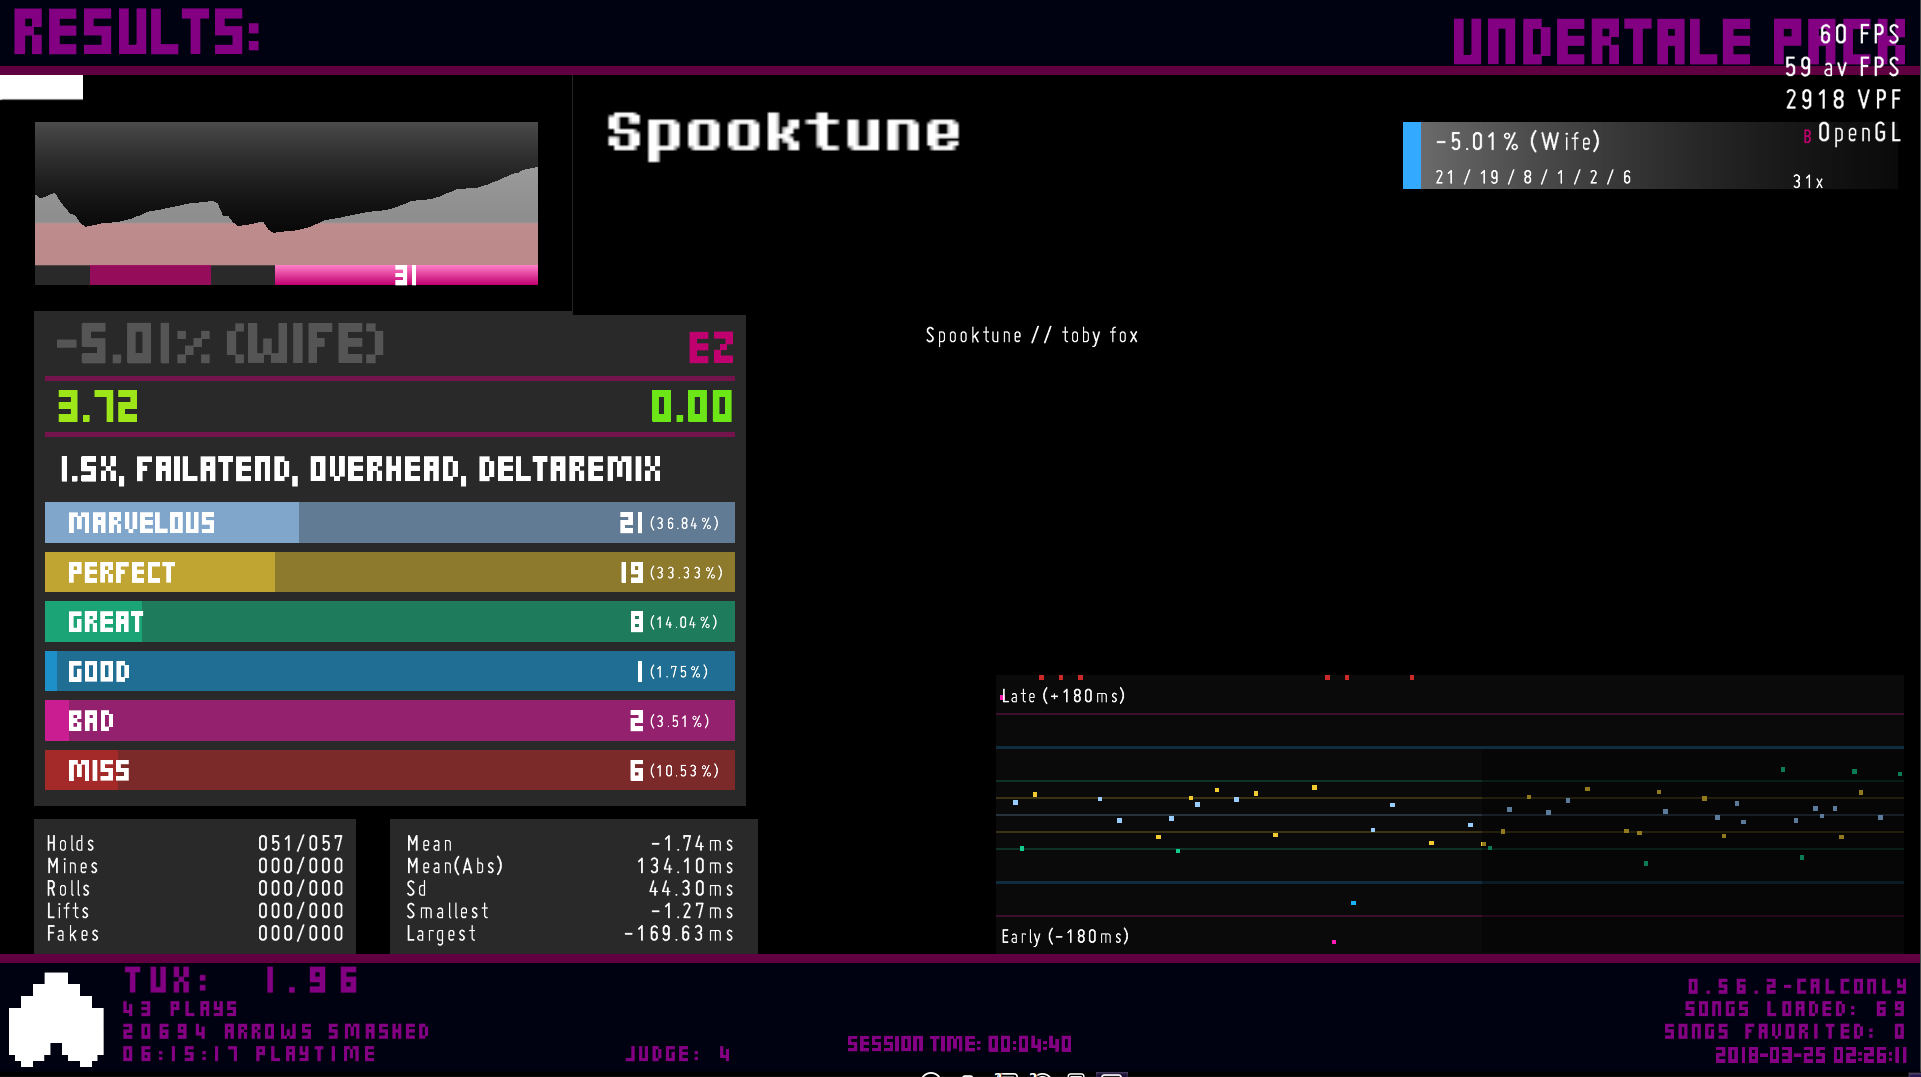 RESULTS:
UNDERTALE PACK
60 FPS
59 av FPS
2918 VPF
OpenGL
Spooktune
-5.01% (Wife)
B
21 / 19 / 8 / 1 / 2 / 6
31x
31
-5.01% (WIFE)
EZ
Spooktune // toby fox
3.72
0.00
1.5X, FAILATEND, OVERHEAD, DELTAREMIX
MARVELOUS 21 (36.84%)
PERFECT 19 (33.33%)
GREAT 8 (14.04%)
GOOD 1 (1.75%)
BAD 2 (3.51%)
MISS 6 (10.53%)
Late (+180ms)
Early (-180ms)
Holds 051/057
Mines 000/000
Rolls 000/000
Lifts 000/000
Fakes 000/000
Mean -1.74ms
Mean(Abs) 134.10ms
Sd 44.30ms
Smallest -1.27ms
Largest -169.63ms
TUX: 1.96
43 PLAYS
20694 ARROWS SMASHED
06:15:17 PLAYTIME
JUDGE: 4
SESSION TIME: 00:04:40
0.56.2-CALCONLY
SONGS LOADED: 69
SONGS FAVORITED: 0
2018-03-25 02:26:11